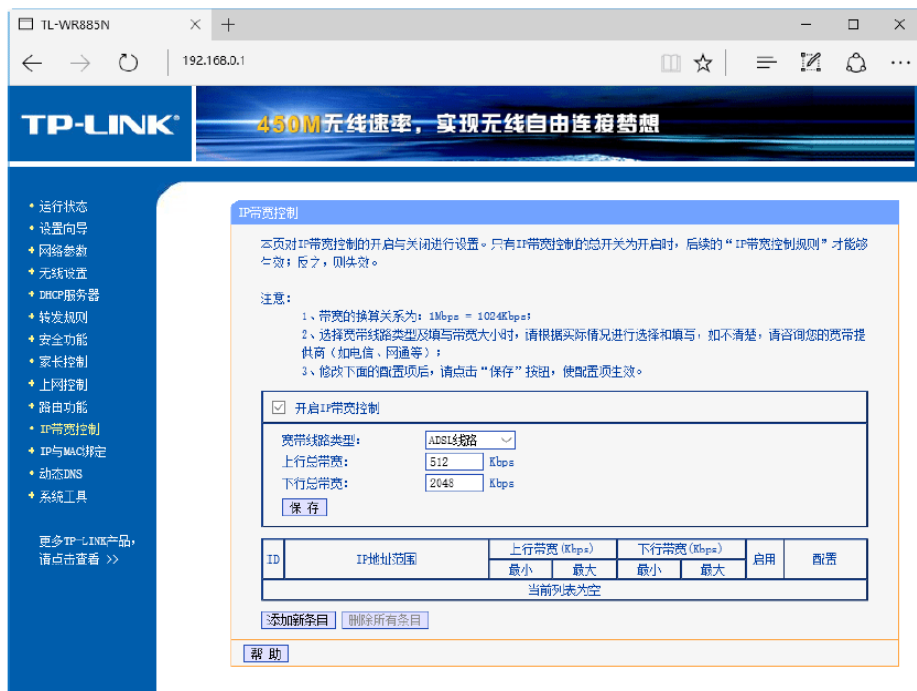 TL-WR885N
192.168.0.1
TP-LINK®
450M无线速率，实现无线自由连接梦想
运行状态
设置向导
网络参数
无线设置
DHCP服务器
转发规则
安全功能
家长控制
上网控制
路由功能
IP带宽控制
IP与MAC绑定
动态DNS
系统工具
更多TP-LINK产品，
请点击查看 >>
IP带宽控制
本页对IP带宽控制的开启与关闭进行设置。只有IP带宽控制的总开关为开启时，后续的“IP带宽控制规则”才能够
生效；反之，则失效。
注意：
1、带宽的换算关系为：1Mbps = 1024Kbps；
2、选择宽带线路类型及填写带宽大小时，请根据实际情况进行选择和填写，如不清楚，请咨询您的宽带提
供商（如电信、网通等）；
3、修改下面的配置项后，请点击“保存”按钮，使配置项生效。
开启IP带宽控制
宽带线路类型： ADSL线路
上行总带宽： 512 Kbps
下行总带宽： 2048 Kbps
保 存
ID IP地址范围 上行带宽(Kbps) 下行带宽(Kbps) 启用 配置
最小 最大 最小 最大
当前列表为空
添加新条目 删除所有条目
帮 助